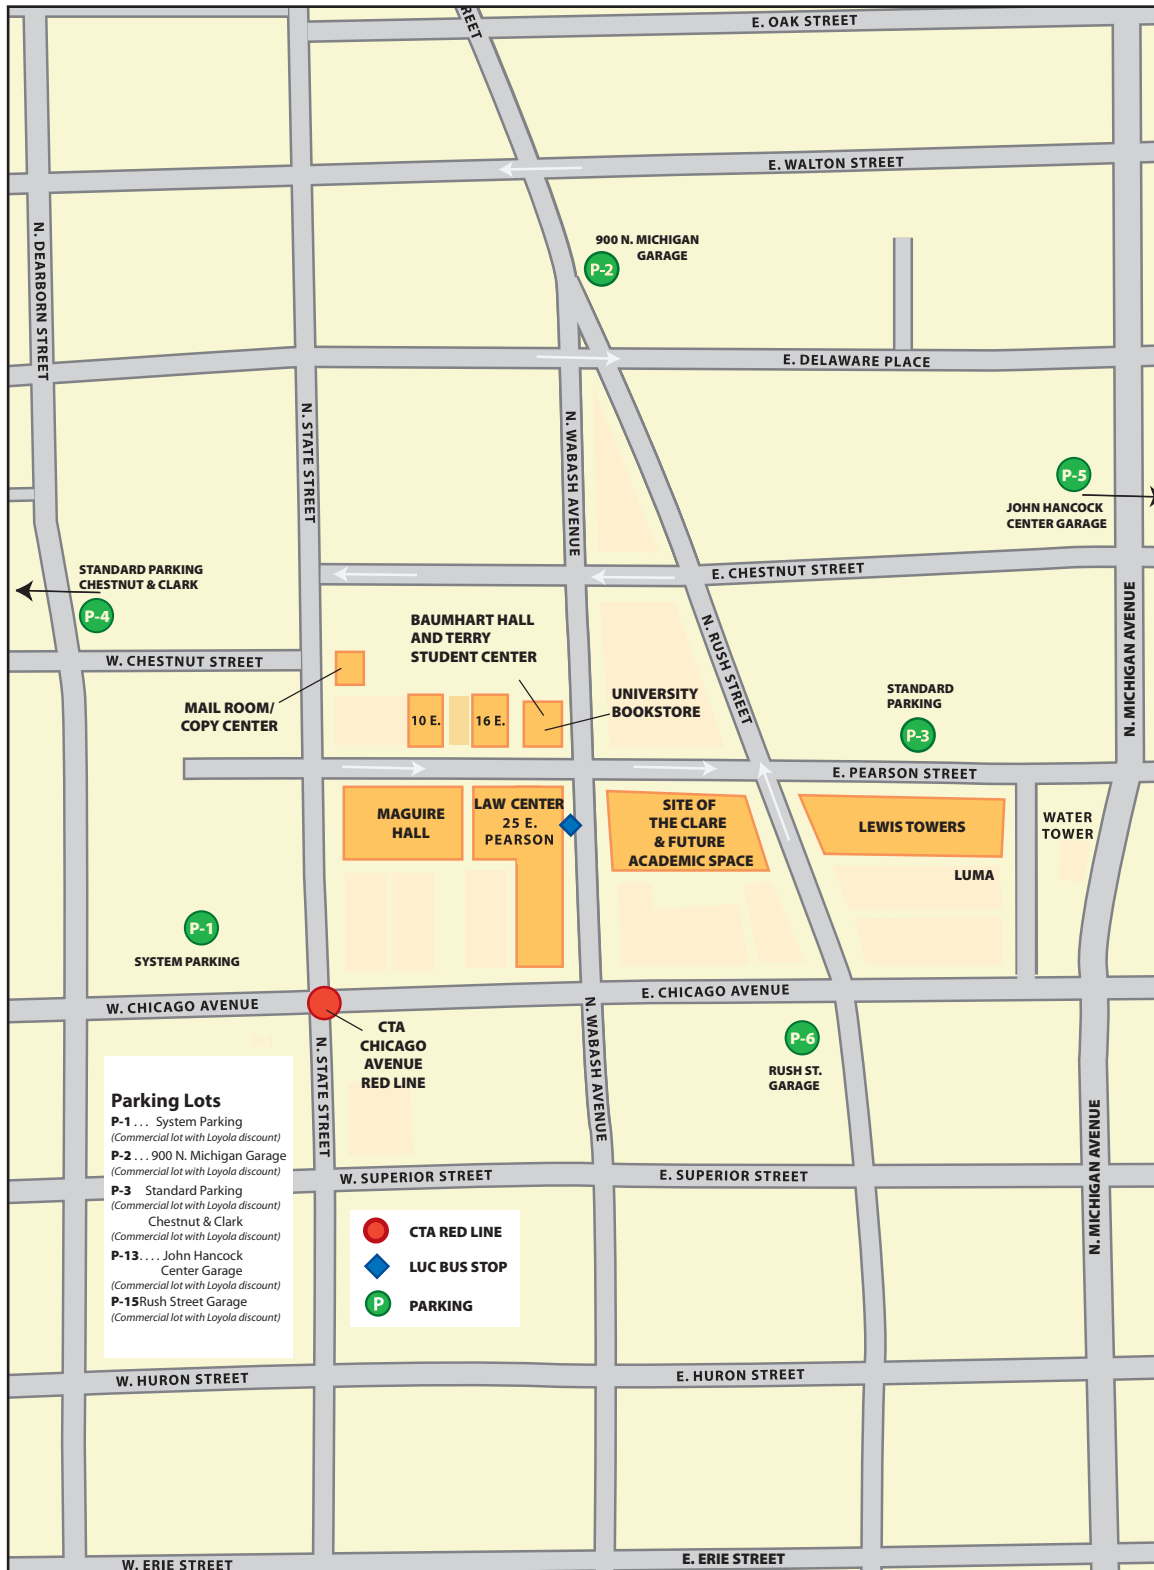 REET
E. OAK STREET
E. WALTON STREET
N. DEARBORN STREET
900 N. MICHIGAN
GARAGE
P-2
E. DELAWARE PLACE
N. STATE STREET
N. WABASH AVENUE
P-5
JOHN HANCOCK
CENTER GARAGE
STANDARD PARKING
CHESTNUT & CLARK
P-4
E. CHESTNUT STREET
N. MICHIGAN AVENUE
BAUMHART HALL
AND TERRY
STUDENT CENTER
N. RUSH STREET
W. CHESTNUT STREET
MAIL ROOM/
COPY CENTER
10 E.
16 E.
UNIVERSITY
BOOKSTORE
STANDARD
PARKING
P-3
E. PEARSON STREET
MAGUIRE
HALL
LAW CENTER
25 E.
PEARSON
SITE OF
THE CLARE
& FUTURE
ACADEMIC SPACE
LEWIS TOWERS
WATER
TOWER
LUMA
P-1
SYSTEM PARKING
W. CHICAGO AVENUE
E. CHICAGO AVENUE
CTA
CHICAGO
AVENUE
RED LINE
N. STATE STREET
N. WABASH AVENUE
P-6
RUSH ST.
GARAGE
P-1
N. MICHIGAN AVENUE
Parking Lots
P-1 . . . System Parking
(Commercial lot with Loyola discount)
P-2 . . . 900 N. Michigan Garage
(Commercial lot with Loyola discount)
P-3 Standard Parking
(Commercial lot with Loyola discount)
Chestnut & Clark
(Commercial lot with Loyola discount)
P-13. . . . John Hancock
Center Garage
(Commercial lot with Loyola discount)
P-15Rush Street Garage
(Commercial lot with Loyola discount)
W. SUPERIOR STREET
E. SUPERIOR STREET
CTA RED LINE
LUC BUS STOP
P
PARKING
W. HURON STREET
E. HURON STREET
W. ERIE STREET
E. ERIE STREET